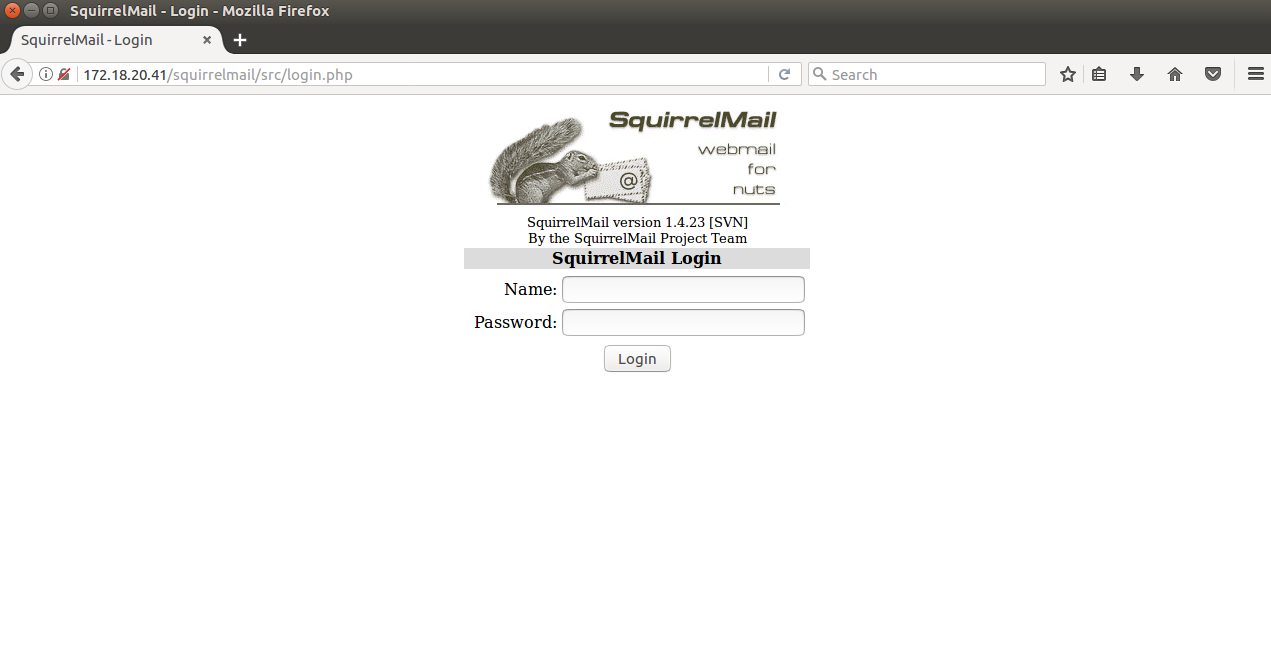 SquirrelMail - Login - Mozilla Firefox
SquirrelMail - Login
172.18.20.41/squirrelmail/src/login.php
Search
SquirrelMail
webmail
for
nuts
@
SquirrelMail version 1.4.23 [SVN]
By the SquirrelMail Project Team
SquirrelMail Login
Name:
Password:
Login